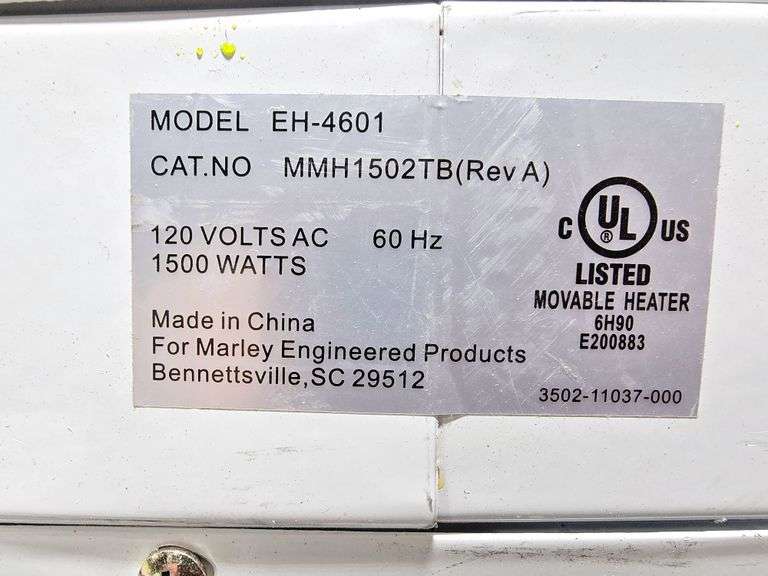 MODEL EH-4601
CAT.NO MMH1502TB(Rev A)
120 VOLTS AC 60 Hz
1500 WATTS
Made in China
For Marley Engineered Products
Bennettsville,SC 29512
C UL ® US
LISTED
MOVABLE HEATER
6H90
E200883
3502-11037-000